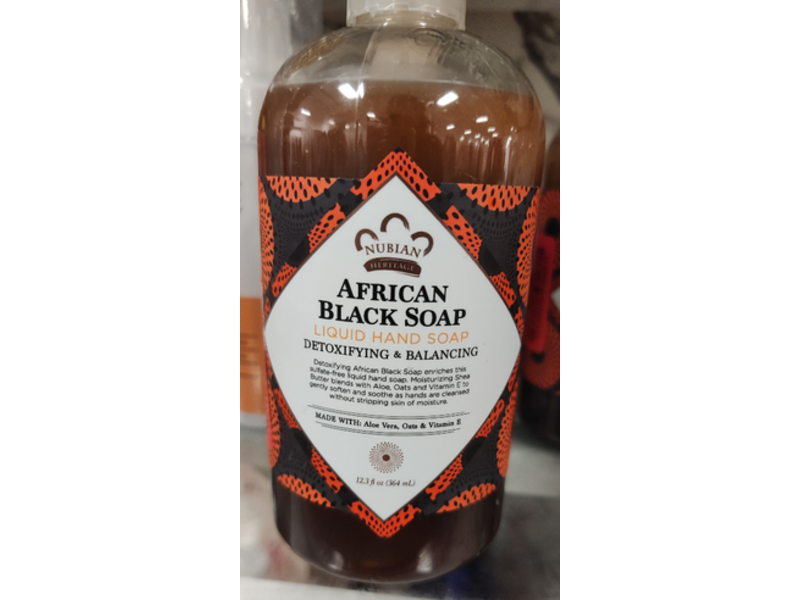 NUBIAN
HERITAGE
AFRICAN
BLACK SOAP
LIQUID HAND SOAP
DETOXIFYING & BALANCING
Detoxifying African Black Soap enriches this
sulfate-free liquid hand soap. Moisturizing Shea
Butter blends with Aloe, Oats and Vitamin E to
gently soften and soothe as hands are cleansed
without stripping skin of moisture.
MADE WITH: Aloe Vera, Oats & Vitamin E
12.3 fl oz (364 mL)